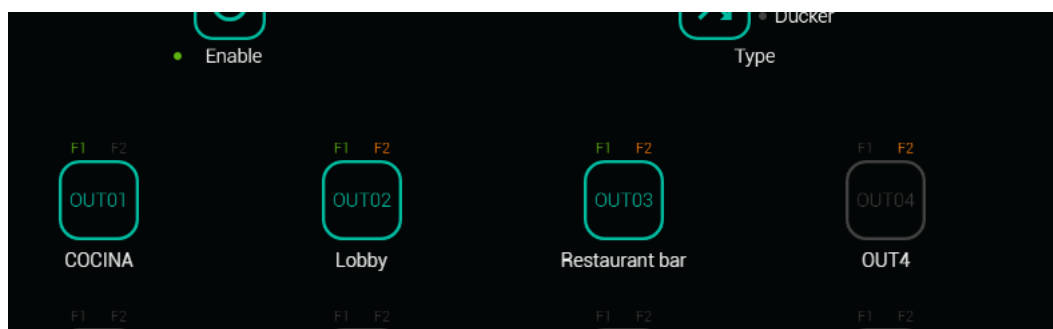 Ducker
Enable
Type
F1 F2 F1 F2 F1 F2 F1 F2
OUT01 OUT02 OUT03 OUT04
COCINA Lobby Restaurant bar OUT4
F1 F2 F1 F2 F1 F2 F1 F2